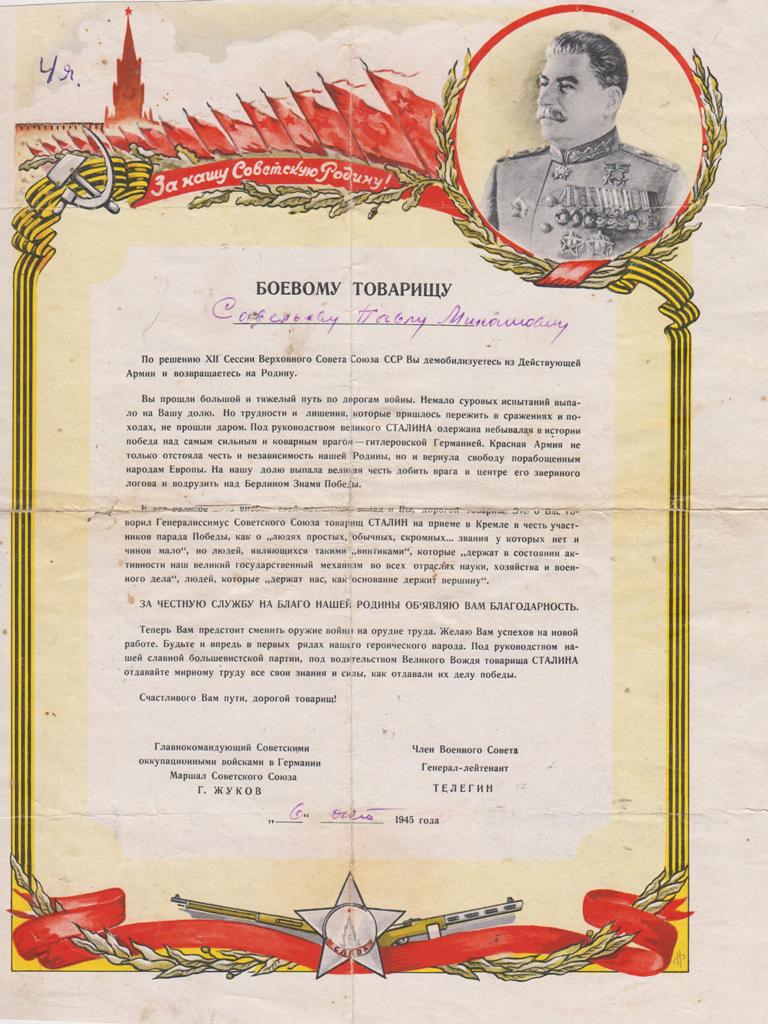 4я.
За нашу Советскую Родину!
БОЕВОМУ ТОВАРИЩУ
Савельеву Павлу Михайловичу
По решению XII Сессии Верховного Совета Союза ССР Вы демобилизуетесь из Действующей
Армии и возвращаетесь на Родину.
Вы прошли большой и тяжелый путь по дорогам войны. Немало суровых испытаний выпа-
ло на Вашу долю. Но трудности и лишения, которые пришлось пережить в сражениях и по-
ходах, не прошли даром. Под руководством великого СТАЛИНА одержана небывалая в истории
победа над самым сильным и коварным врагом—гитлеровской Германией. Красная Армия не
только отстояла честь и независимость нашей Родины, но и вернула свободу порабощенным
народам Европы. На нашу долю выпала великая честь добить врага в центре его звериного
логова и водрузить над Берлином Знамя Победы.
И это великое вклад и Вы, дорогой товарищ. Это о Вас го-
ворил Генералиссимус Советского Союза товарищ СТАЛИН на приеме в Кремле в честь участ-
ников парада Победы, как о „людях простых, обычных, скромных... звания у которых нет и
чинов мало“, но людей, являющихся такими „винтиками“, которые „держат в состоянии ак-
тивности наш великий государственный механизм во всех отраслях науки, хозяйства и воен-
ного дела“, людей, которые „держат нас, как основание держит вершину“.
ЗА ЧЕСТНУЮ СЛУЖБУ НА БЛАГО НАШЕЙ РОДИНЫ ОБ'ЯВЛЯЮ ВАМ БЛАГОДАРНОСТЬ.
Теперь Вам предстоит сменить оружие войны на орудие труда. Желаю Вам успехов на новой
работе. Будьте и впредь в первых рядах нашего героического народа. Под руководством на-
шей славной большевистской партии, под водительством Великого Вождя товарища СТАЛИНА
отдавайте мирному труду все свои знания и силы, как отдавали их делу победы.
Счастливого Вам пути, дорогой товарищ!
Главнокомандующий Советскими
оккупационными войсками в Германии
Маршал Советского Союза
Г. ЖУКОВ
Член Военного Совета
Генерал-лейтенант
ТЕЛЕГИН
„6“ окт 1945 года
СЛАВА